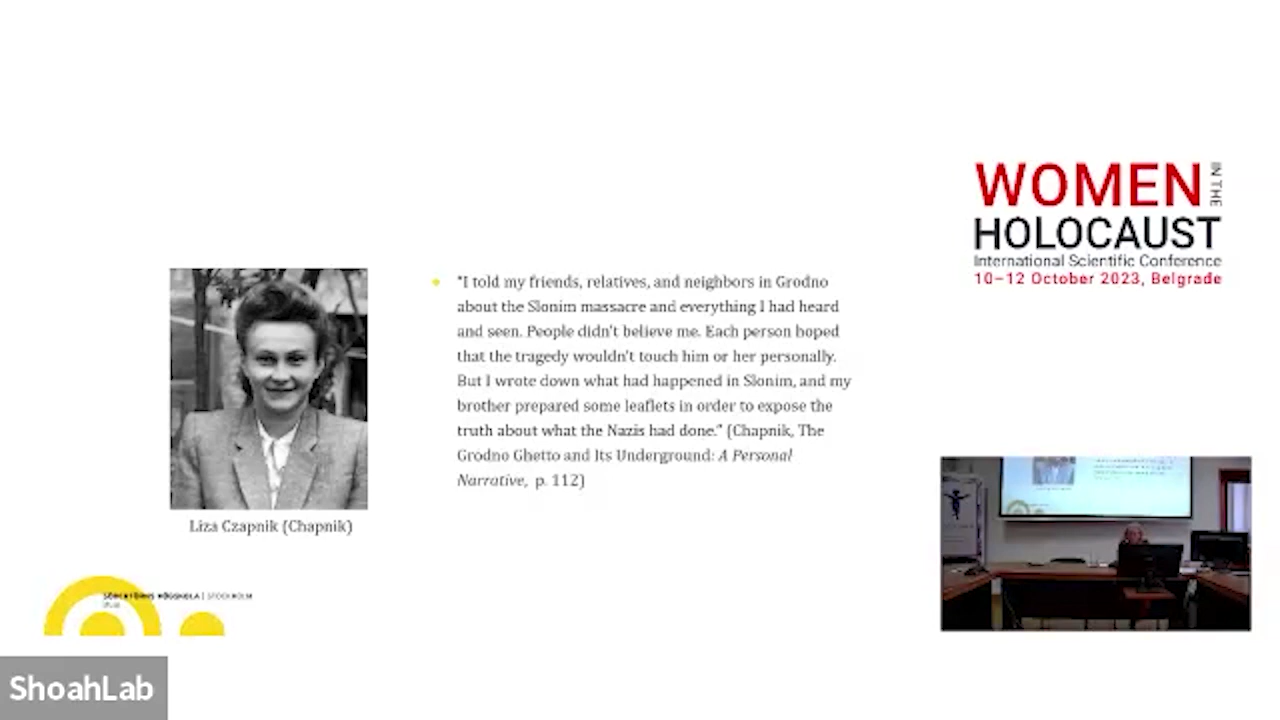 WOMEN IN THE
HOLOCAUST
International Scientific Conference
10–12 October 2023, Belgrade
"I told my friends, relatives, and neighbors in Grodno
about the Slonim massacre and everything I had heard
and seen. People didn't believe me. Each person hoped
that the tragedy wouldn't touch him or her personally.
But I wrote down what had happened in Slonim, and my
brother prepared some leaflets in order to expose the
truth about what the Nazis had done." (Chapnik, The
Grodno Ghetto and Its Underground: A Personal
Narrative, p. 112)
Liza Czapnik (Chapnik)
SÖDERTÖRNS HÖGSKOLA | STOCKHOLM
ShoahLab